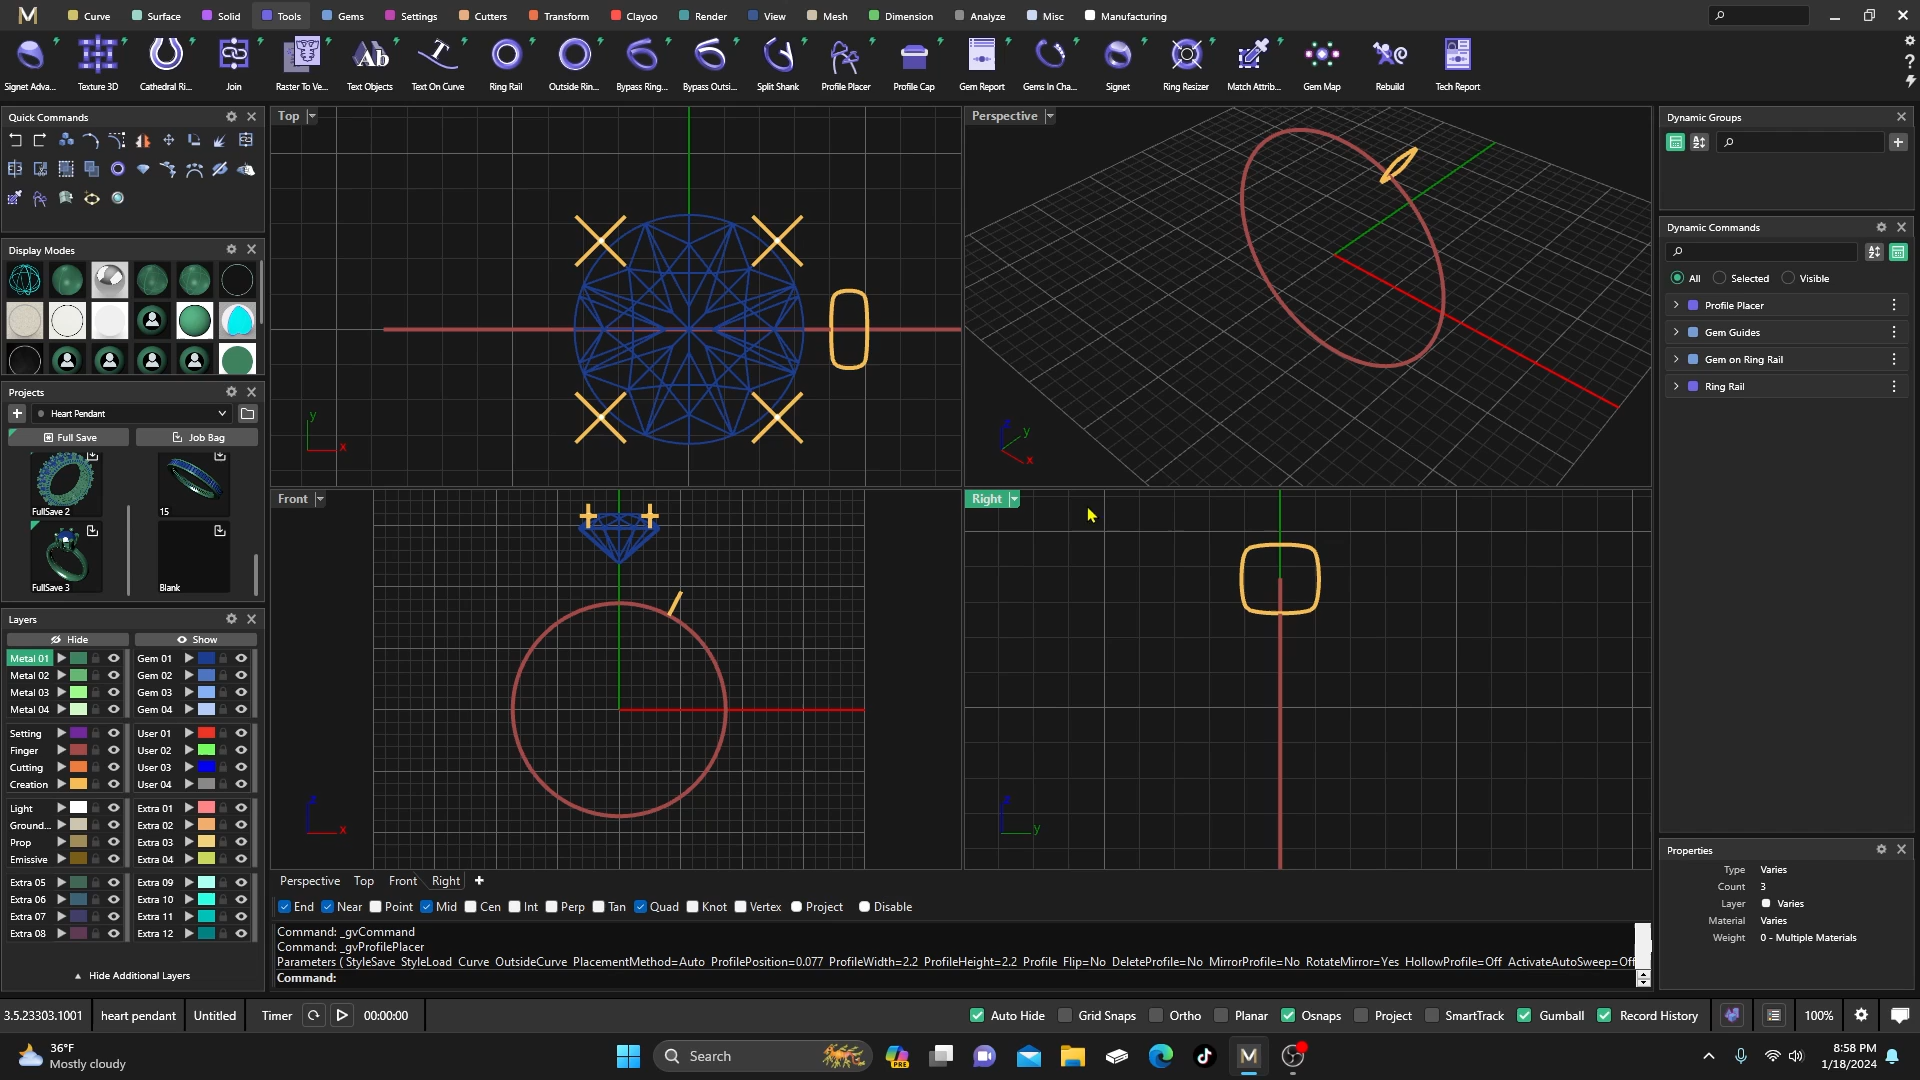 Curve Surface Solid Tools Gems Settings Cutters Transform Clayoo Render View Mesh Dimension Analyze Misc Manufacturing
Signet Adva... Texture 3D Cathedral Ri... Join Raster To Ve... Text Objects Text On Curve Ring Rail Outside Rin... Bypass Ring... Bypass Outsi... Split Shank Profile Placer Profile Cap Gem Report Gems In Cha... Signet Ring Resizer Match Attrib... Gem Map Rebuild Tech Report
Quick Commands
Display Modes
Projects
Heart Pendant
Full Save Job Bag
FullSave 2 15
FullSave 3 Blank
Layers
Hide Show
Metal 01 Gem 01
Metal 02 Gem 02
Metal 03 Gem 03
Metal 04 Gem 04
Setting User 01
Finger User 02
Cutting User 03
Creation User 04
Light Extra 01
Ground... Extra 02
Prop Extra 03
Emissive Extra 04
Extra 05 Extra 09
Extra 06 Extra 10
Extra 07 Extra 11
Extra 08 Extra 12
Hide Additional Layers
Top
y
x
Perspective
y
x
Front
x
Right
y
Perspective Top Front Right
End Near Point Mid Cen Int Perp Tan Quad Knot Vertex Project Disable
Command: _gvCommand
Command: _gvProfilePlacer
Parameters ( StyleSave StyleLoad Curve OutsideCurve PlacementMethod=Auto ProfilePosition=0.077 ProfileWidth=2.2 ProfileHeight=2.2 Profile Flip=No DeleteProfile=No MirrorProfile=No RotateMirror=Yes HollowProfile=Off ActivateAutoSweep=Off
Command:
Dynamic Groups
Dynamic Commands
All Selected Visible
Profile Placer
Gem Guides
Gem on Ring Rail
Ring Rail
Properties
Type Varies
Count 3
Layer Varies
Material Varies
Weight 0 - Multiple Materials
3.5.23303.1001 heart pendant Untitled Timer 00:00:00 Auto Hide Grid Snaps Ortho Planar Osnaps Project SmartTrack Gumball Record History 100%
36°F
Mostly cloudy
Search
PRE
8:58 PM
1/18/2024